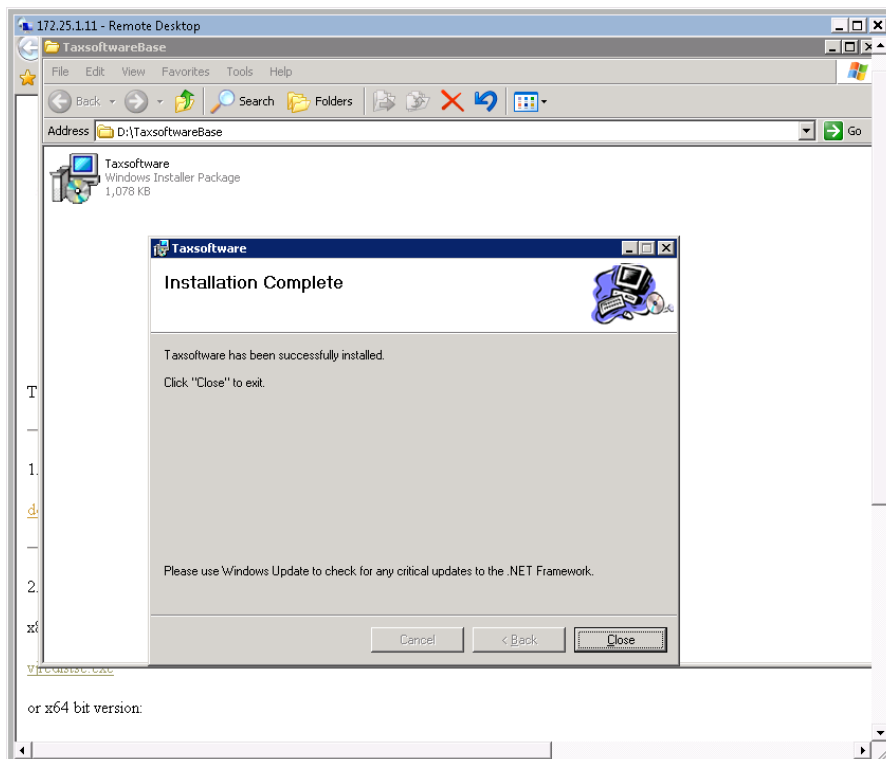 172.25.1.11 - Remote Desktop
TaxsoftwareBase
File Edit View Favorites Tools Help
Back Search Folders
Address D:\TaxsoftwareBase Go
Taxsoftware
Windows Installer Package
1,078 KB
Taxsoftware
Installation Complete
Taxsoftware has been successfully installed.
Click "Close" to exit.
T
1.
2.
Please use Windows Update to check for any critical updates to the .NET Framework.
Cancel < Back Close
or x64 bit version: